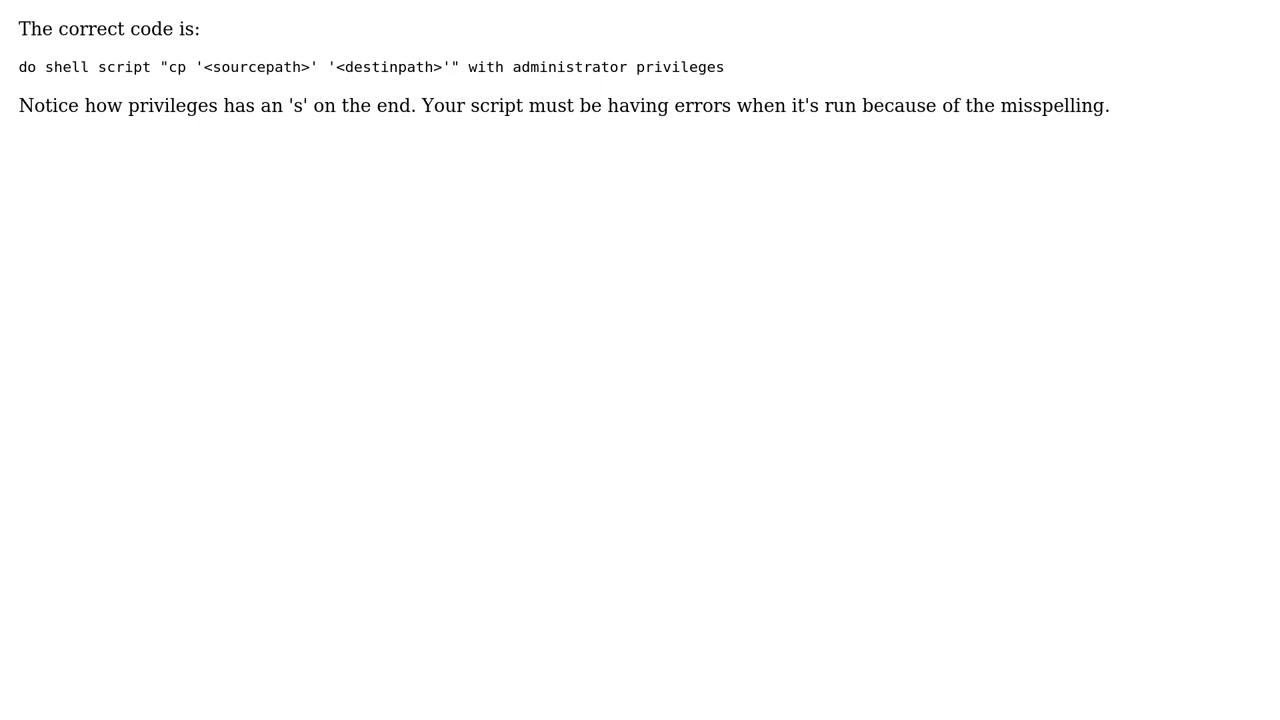 The correct code is:
do shell script "cp '<sourcepath>' '<destinpath>'" with administrator privileges
Notice how privileges has an 's' on the end. Your script must be having errors when it's run because of the misspelling.